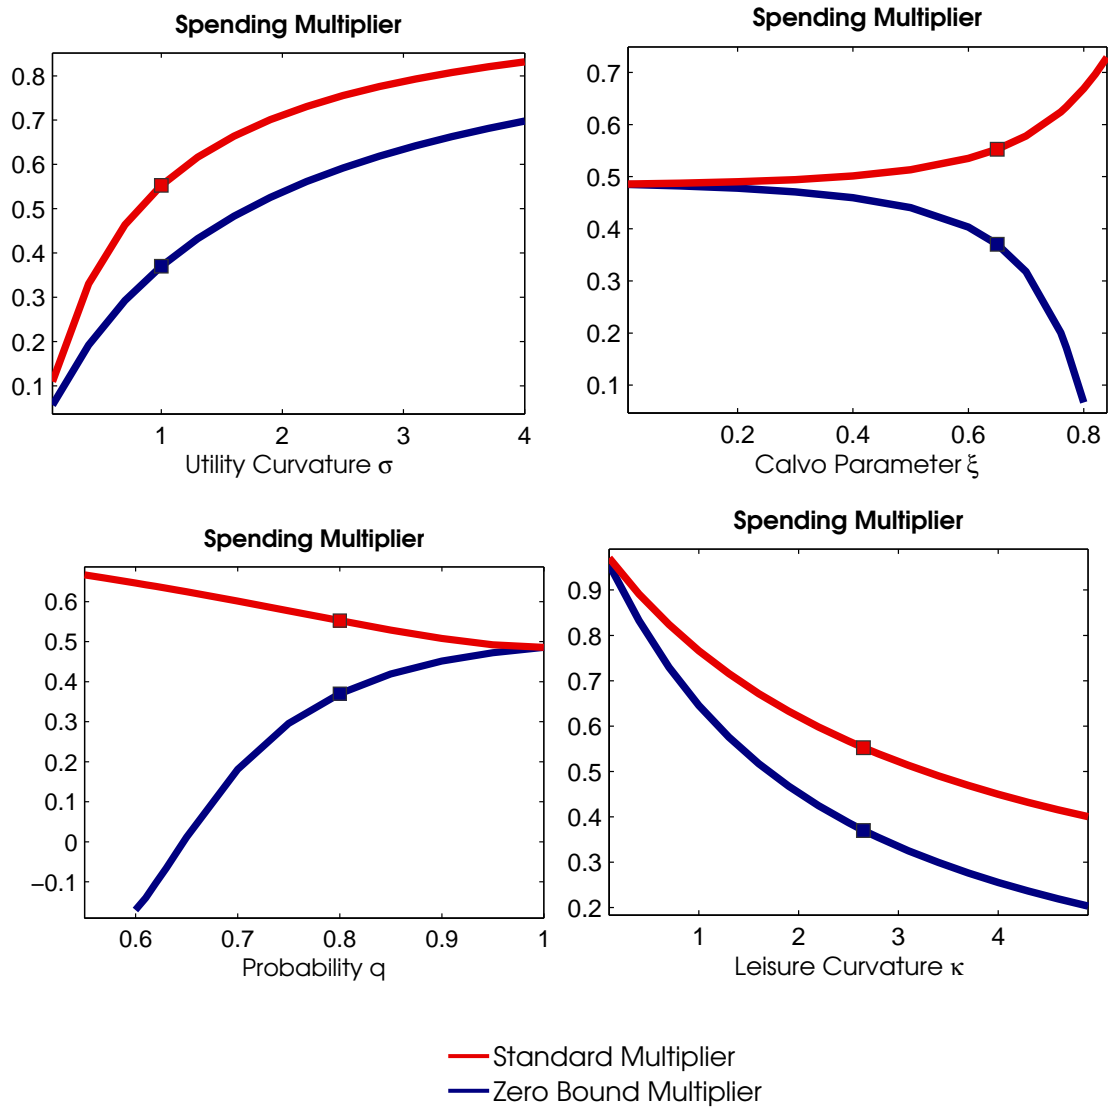 Spending Multiplier
0.8
0.7
0.6
0.5
0.4
0.3
0.2
0.1
1 2 3 4
Utility Curvature σ
Spending Multiplier
0.7
0.6
0.5
0.4
0.3
0.2
0.1
0.2 0.4 0.6 0.8
Calvo Parameter ξ
Spending Multiplier
0.6
0.5
0.4
0.3
0.2
0.1
0
−0.1
0.6 0.7 0.8 0.9 1
Probability q
Spending Multiplier
0.9
0.8
0.7
0.6
0.5
0.4
0.3
0.2
1 2 3 4
Leisure Curvature κ
Standard Multiplier
Zero Bound Multiplier